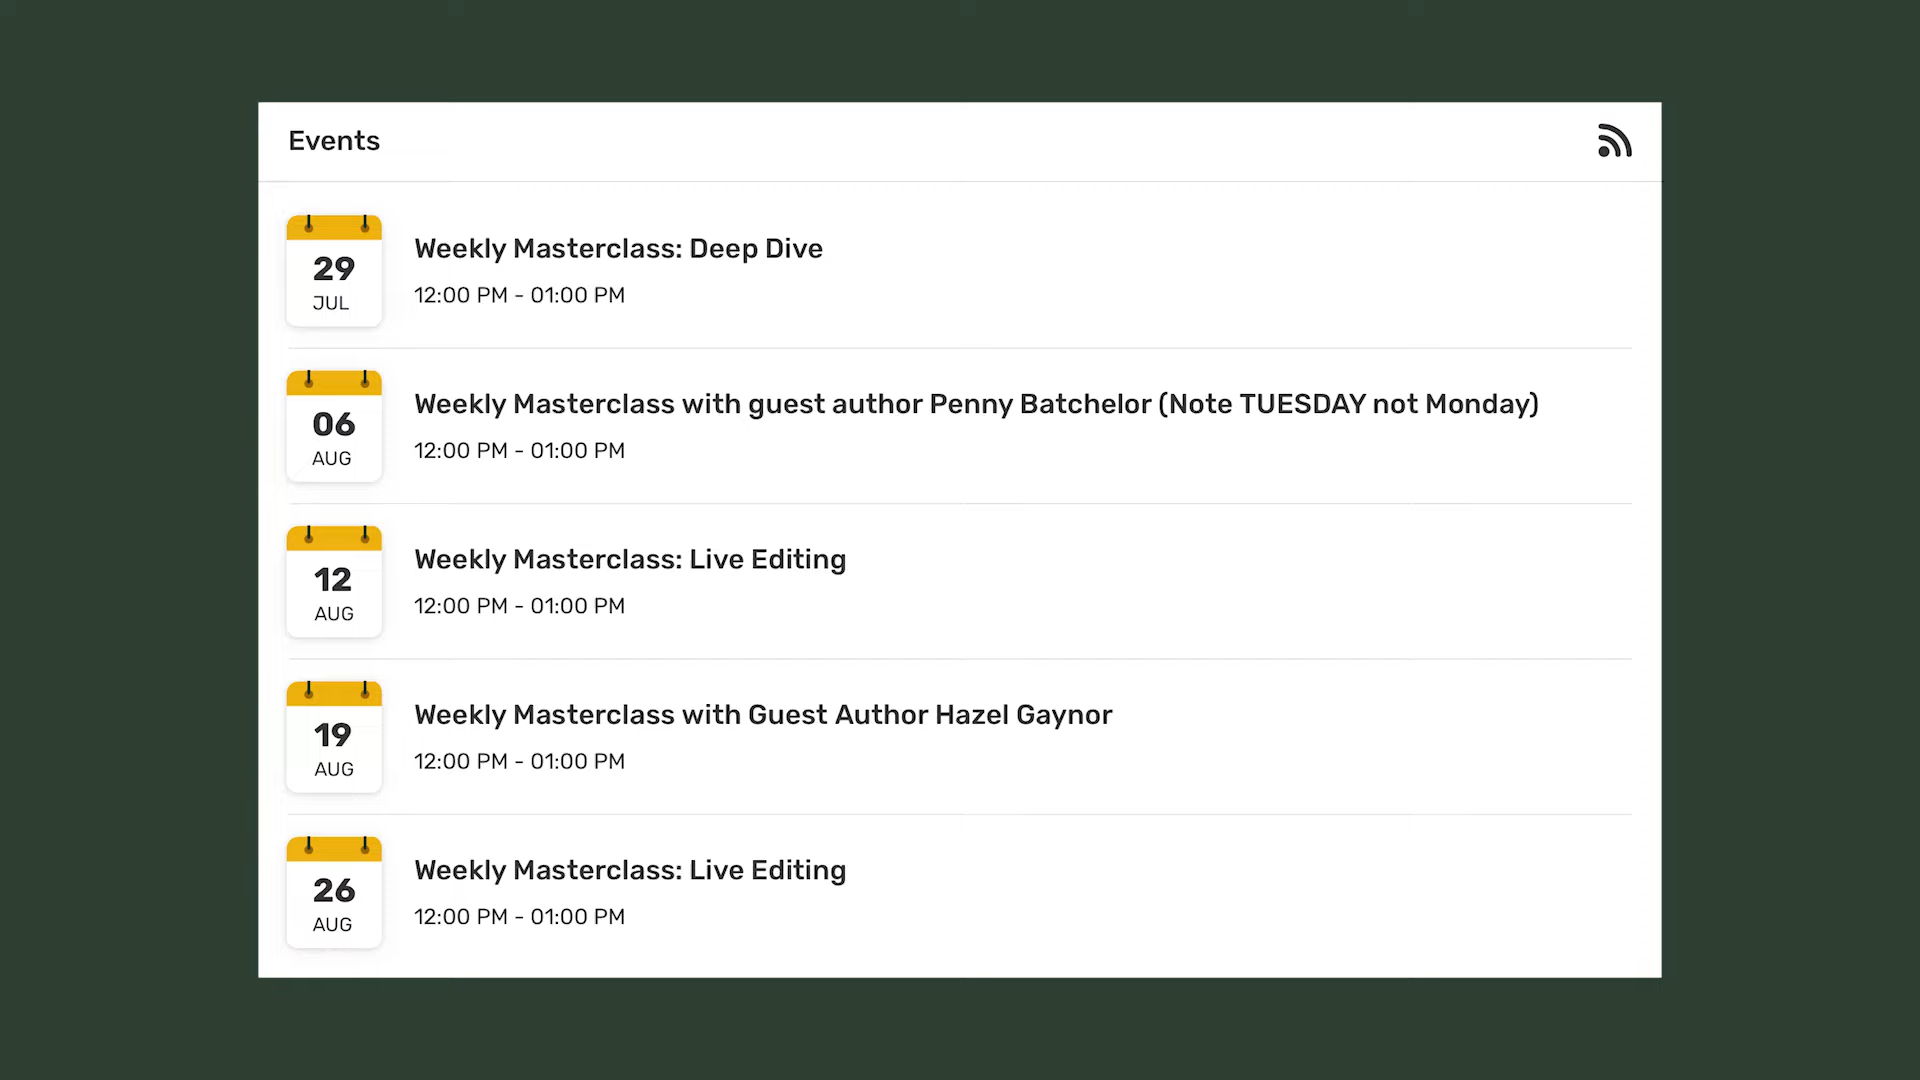 Events
29
JUL
Weekly Masterclass: Deep Dive
12:00 PM - 01:00 PM
06
AUG
Weekly Masterclass with guest author Penny Batchelor (Note TUESDAY not Monday)
12:00 PM - 01:00 PM
12
AUG
Weekly Masterclass: Live Editing
12:00 PM - 01:00 PM
19
AUG
Weekly Masterclass with Guest Author Hazel Gaynor
12:00 PM - 01:00 PM
26
AUG
Weekly Masterclass: Live Editing
12:00 PM - 01:00 PM